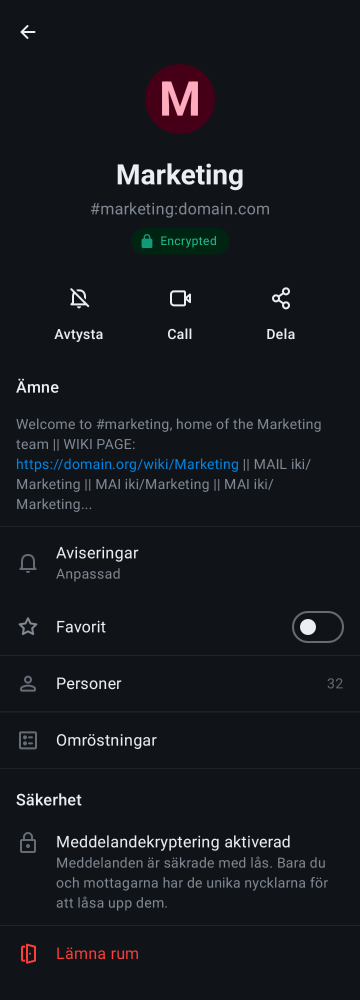 M
Marketing
#marketing:domain.com
Encrypted
Avtysta Call Dela
Ämne
Welcome to #marketing, home of the Marketing
team || WIKI PAGE:
https://domain.org/wiki/Marketing || MAIL iki/
Marketing || MAI iki/Marketing || MAI iki/
Marketing...
Aviseringar
Anpassad
Favorit
Personer 32
Omröstningar
Säkerhet
Meddelandekryptering aktiverad
Meddelanden är säkrade med lås. Bara du
och mottagarna har de unika nycklarna för
att låsa upp dem.
Lämna rum